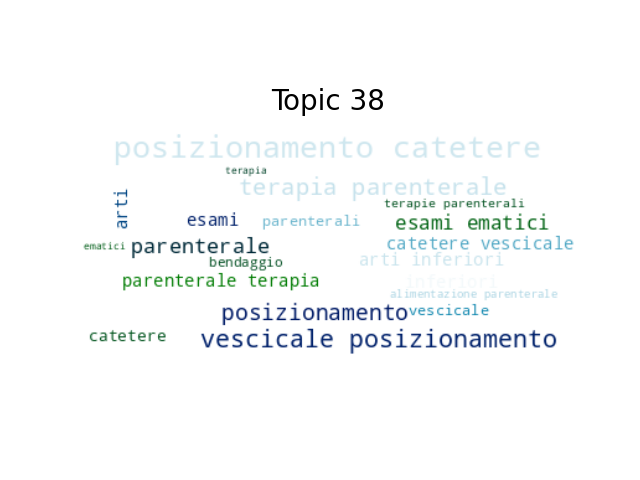 Topic 38
posizionamento catetere
terapia
terapia parenterale
arti
terapie parenterali
esami
parenterali
esami ematici
ematici
parenterale
catetere vescicale
bendaggio
arti inferiori
parenterale terapia
inferiori
alimentazione parenterale
posizionamento
vescicale
catetere
vescicale posizionamento